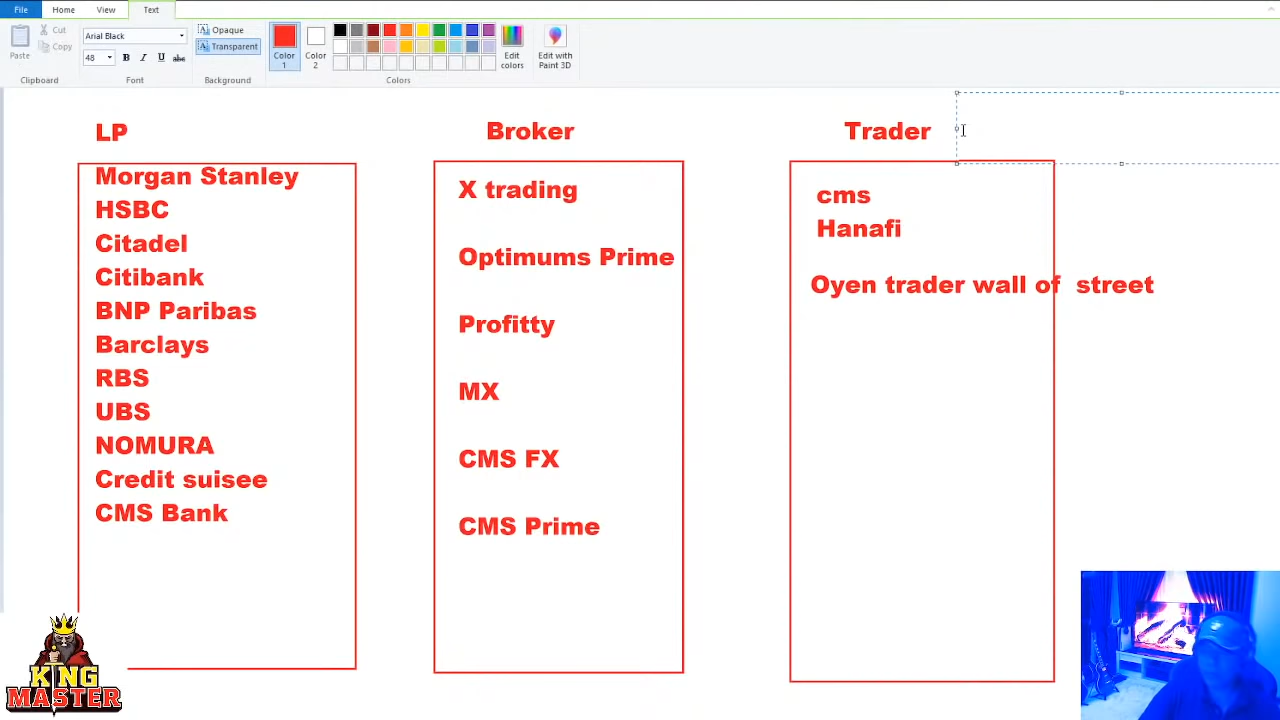 File
Home
View
Text
Paste
Cut
Copy
Clipboard
Arial Black
48
B
I
U
abc
Font
Opaque
Transparent
Background
Color
1
Color
2
Colors
Edit
colors
Edit with
Paint 3D
LP
Morgan Stanley
HSBC
Citadel
Citibank
BNP Paribas
Barclays
RBS
UBS
NOMURA
Credit suisee
CMS Bank
Broker
X trading
Optimums Prime
Profitty
MX
CMS FX
CMS Prime
Trader
cms
Hanafi
Oyen trader wall of street
KING
MASTER